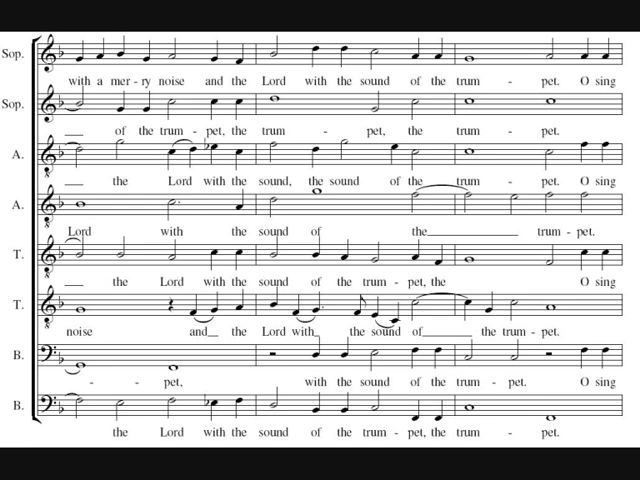 Sop. with a mer - ry noise and the Lord with the sound of the trum - pet. O sing
Sop. of the trum - pet, the trum - pet, the trum - pet.
A. the Lord with the sound, the sound of the trum - pet. O sing
A. Lord with the sound of the trum - pet.
T. the Lord with the sound of the trum - pet, the O sing
T. noise and the Lord with the sound of the trum - pet.
B. - - pet, with the sound of the trum - pet. O sing
B. the Lord with the sound of the trum - pet, the trum - pet.